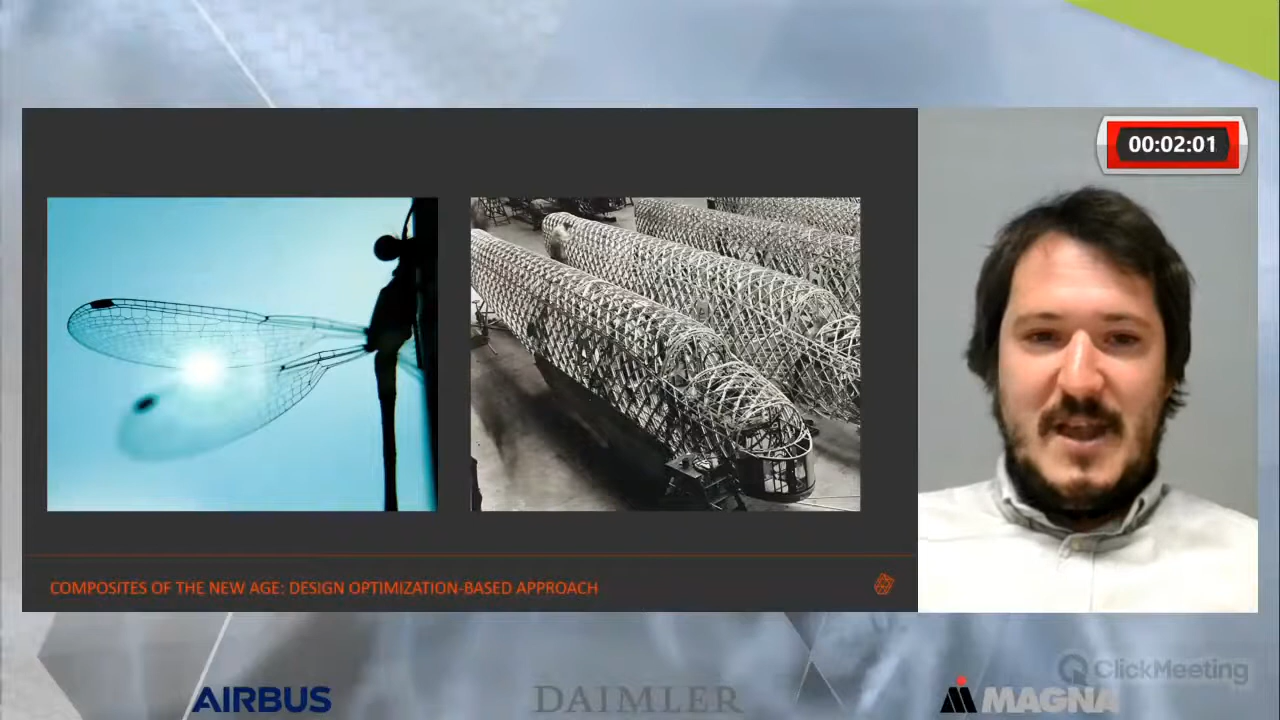 00:02:01
COMPOSITES OF THE NEW AGE: DESIGN OPTIMIZATION-BASED APPROACH
ClickMeeting
AIRBUS
DAIMLER
MAGNA